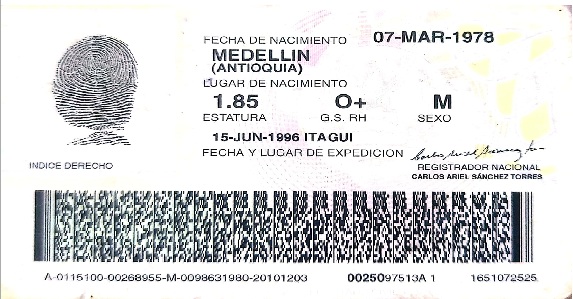 FECHA DE NACIMIENTO 07-MAR-1978
MEDELLIN
(ANTIOQUIA)
LUGAR DE NACIMIENTO
1.85 O+ M
ESTATURA G.S. RH SEXO
15-JUN-1996 ITAGUI
FECHA Y LUGAR DE EXPEDICION
INDICE DERECHO
REGISTRADOR NACIONAL
CARLOS ARIEL SÁNCHEZ TORRES
A-0115100-00268955-M-0098631980-20101203 0025097513A 1 1651072525